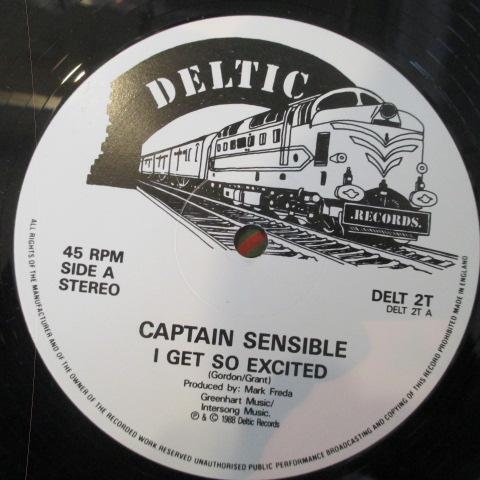 DELTIC
.RECORDS.
45 RPM
SIDE A
STEREO
DELT 2T
DELT 2T A
CAPTAIN SENSIBLE
I GET SO EXCITED
(Gordon/Grant)
Produced by: Mark Freda
Greenhart Music/
Intersong Music.
℗ & © 1988 Deltic Records
ALL RIGHTS OF THE MANUFACTURER AND OF THE OWNER OF THE RECORDED WORK RESERVED UNAUTHORISED PUBLIC PERFORMANCE BROADCASTING AND COPYING OF THIS RECORD PROHIBITED MADE IN ENGLAND